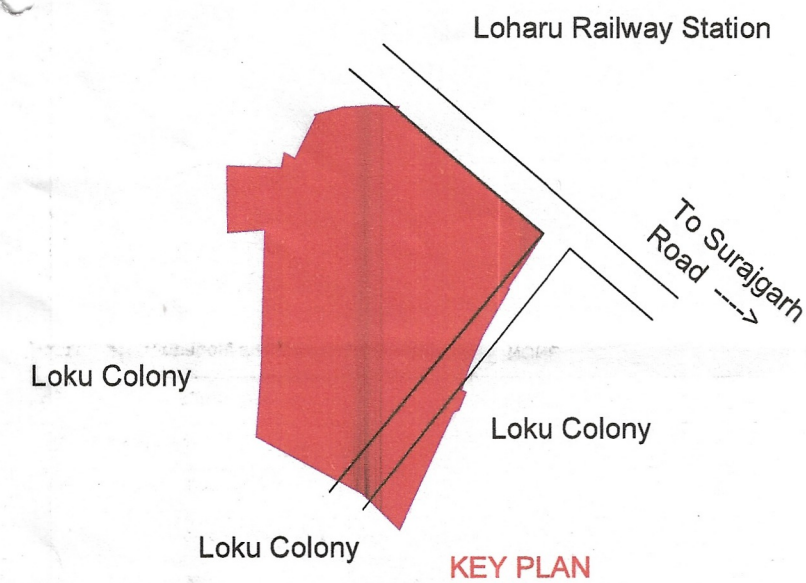 Loharu Railway Station
To Surajgarh
Road ---->
Loku Colony
Loku Colony
Loku Colony
KEY PLAN